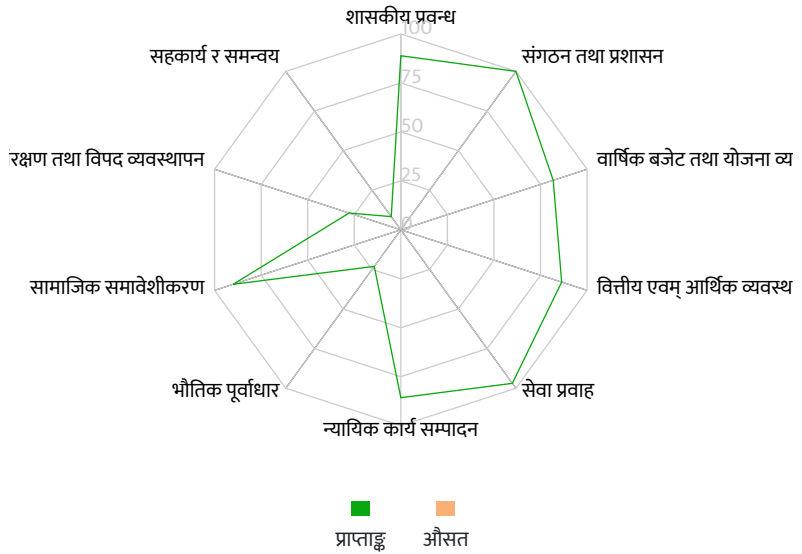 शासकीय प्रवन्ध
100
सहकार्य र समन्वय
संगठन तथा प्रशासन
75
50
रक्षण तथा विपद व्यवस्थापन
वार्षिक बजेट तथा योजना व्य
25
0
सामाजिक समावेशीकरण
वित्तीय एवम् आर्थिक व्यवस्थ
भौतिक पूर्वाधार
सेवा प्रवाह
न्यायिक कार्य सम्पादन
प्राप्ताङ्क
औसत